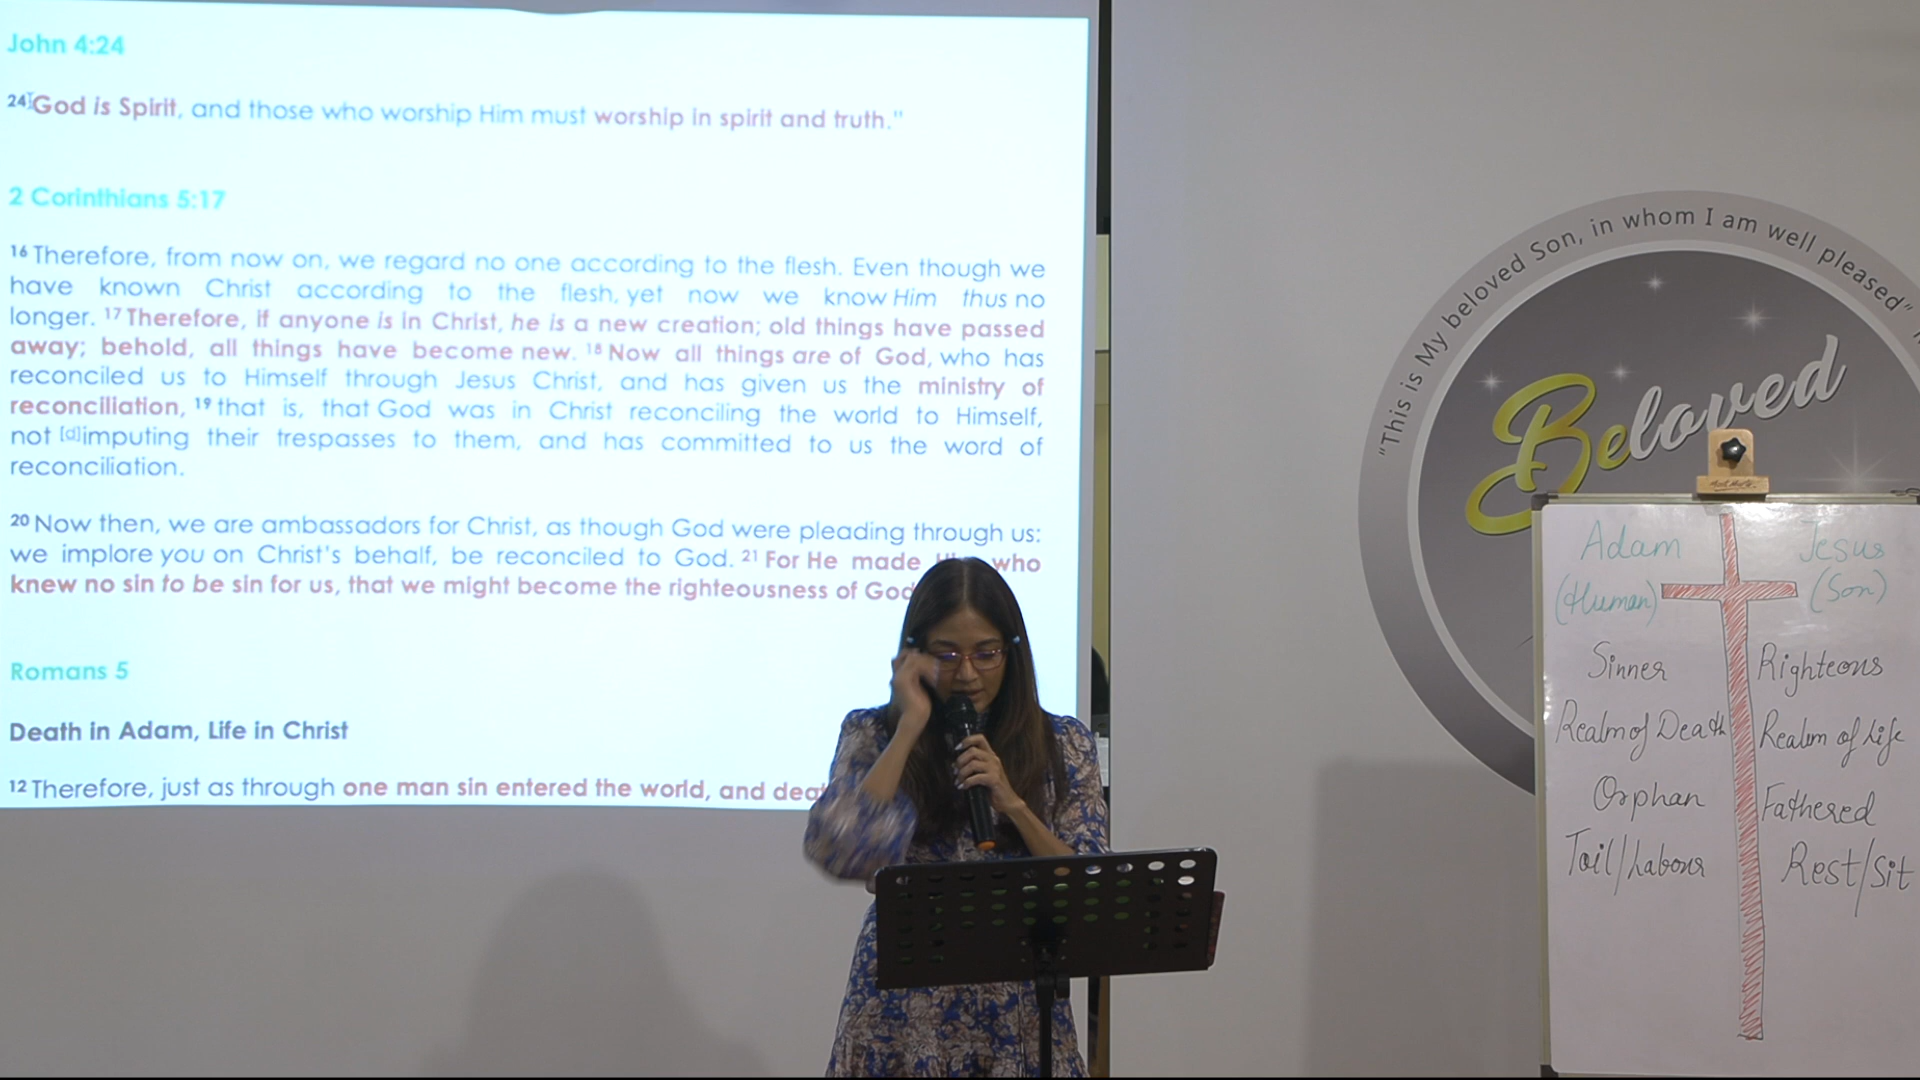 John 4:24
24 God is Spirit, and those who worship Him must worship in spirit and truth."
2 Corinthians 5:17
16 Therefore, from now on, we regard no one according to the flesh. Even though we
have known Christ according to the flesh, yet now we know Him thus no
longer. 17 Therefore, if anyone is in Christ, he is a new creation; old things have passed
away; behold, all things have become new. 18 Now all things are of God, who has
reconciled us to Himself through Jesus Christ, and has given us the ministry of
reconciliation, 19 that is, that God was in Christ reconciling the world to Himself,
not [d]imputing their trespasses to them, and has committed to us the word of
reconciliation.
20 Now then, we are ambassadors for Christ, as though God were pleading through us:
we implore you on Christ's behalf, be reconciled to God. 21 For He made who
knew no sin to be sin for us, that we might become the righteousness of God
Romans 5
Death in Adam, Life in Christ
12 Therefore, just as through one man sin entered the world, and
"This is My beloved Son, in whom I am well pleased"
Beloved
Adam Jesus
(Human) (Son)
Sinner Righteous
Realm of Death Realm of Life
Orphan Fathered
Toil/Labour Rest/Sit